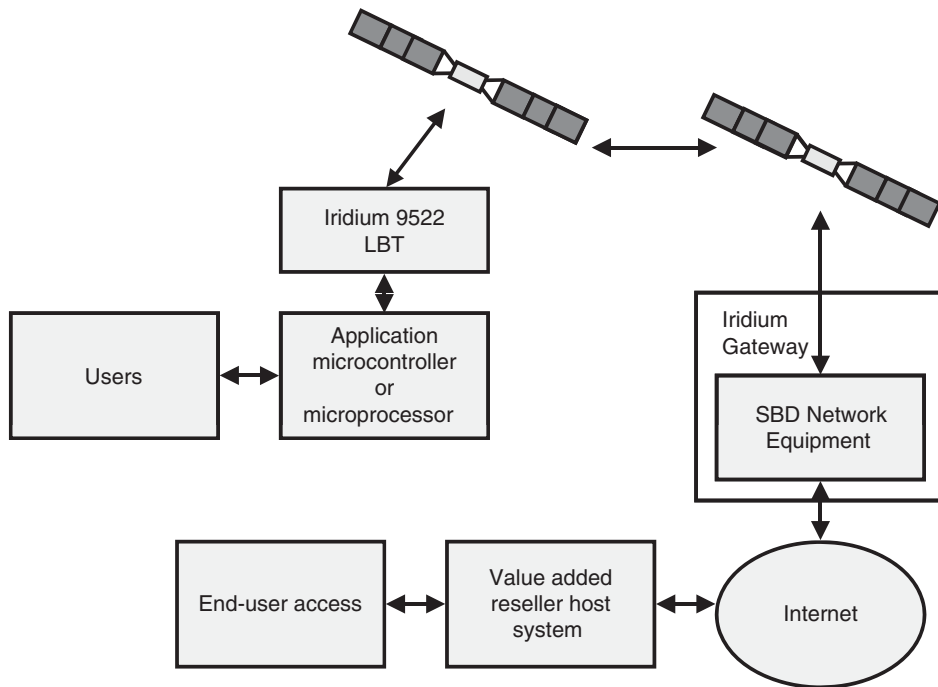 Iridium 9522
LBT
Users
Application
microcontroller
or
microprocessor
Iridium
Gateway
SBD Network
Equipment
End-user access
Value added
reseller host
system
Internet